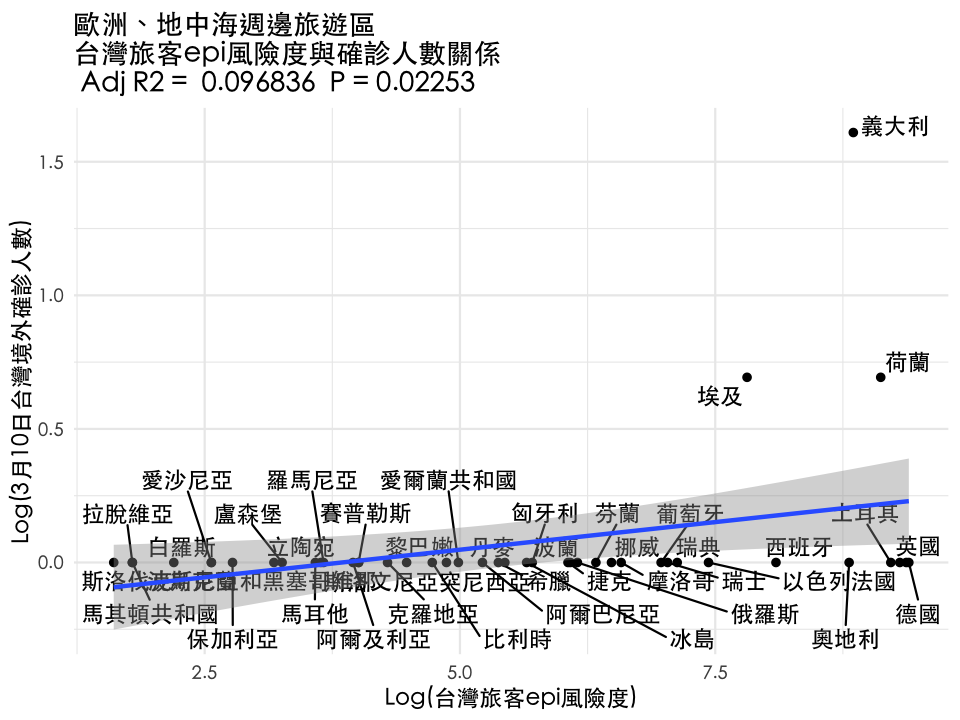 歐洲、地中海週邊旅遊區
台灣旅客epi風險度與確診人數關係
Adj R2 = 0.096836 P = 0.02253
Log(3月10日台灣境外確診人數)
義大利
1.5
1.0
荷蘭
埃及
0.5
愛沙尼亞 羅馬尼亞 愛爾蘭共和國
拉脫維亞 盧森堡 賽普勒斯 匈牙利 芬蘭 葡萄牙 土耳其
白羅斯 立陶宛 黎巴嫩 丹麥 波蘭 挪威 瑞典 西班牙 英國
0.0
突尼西亞 希臘 捷克 摩洛哥 瑞士 以色列 法國
馬其頓共和國 馬耳他 克羅地亞 阿爾巴尼亞 俄羅斯 德國
保加利亞 阿爾及利亞 比利時 冰島 奧地利
2.5 5.0 7.5
Log(台灣旅客epi風險度)